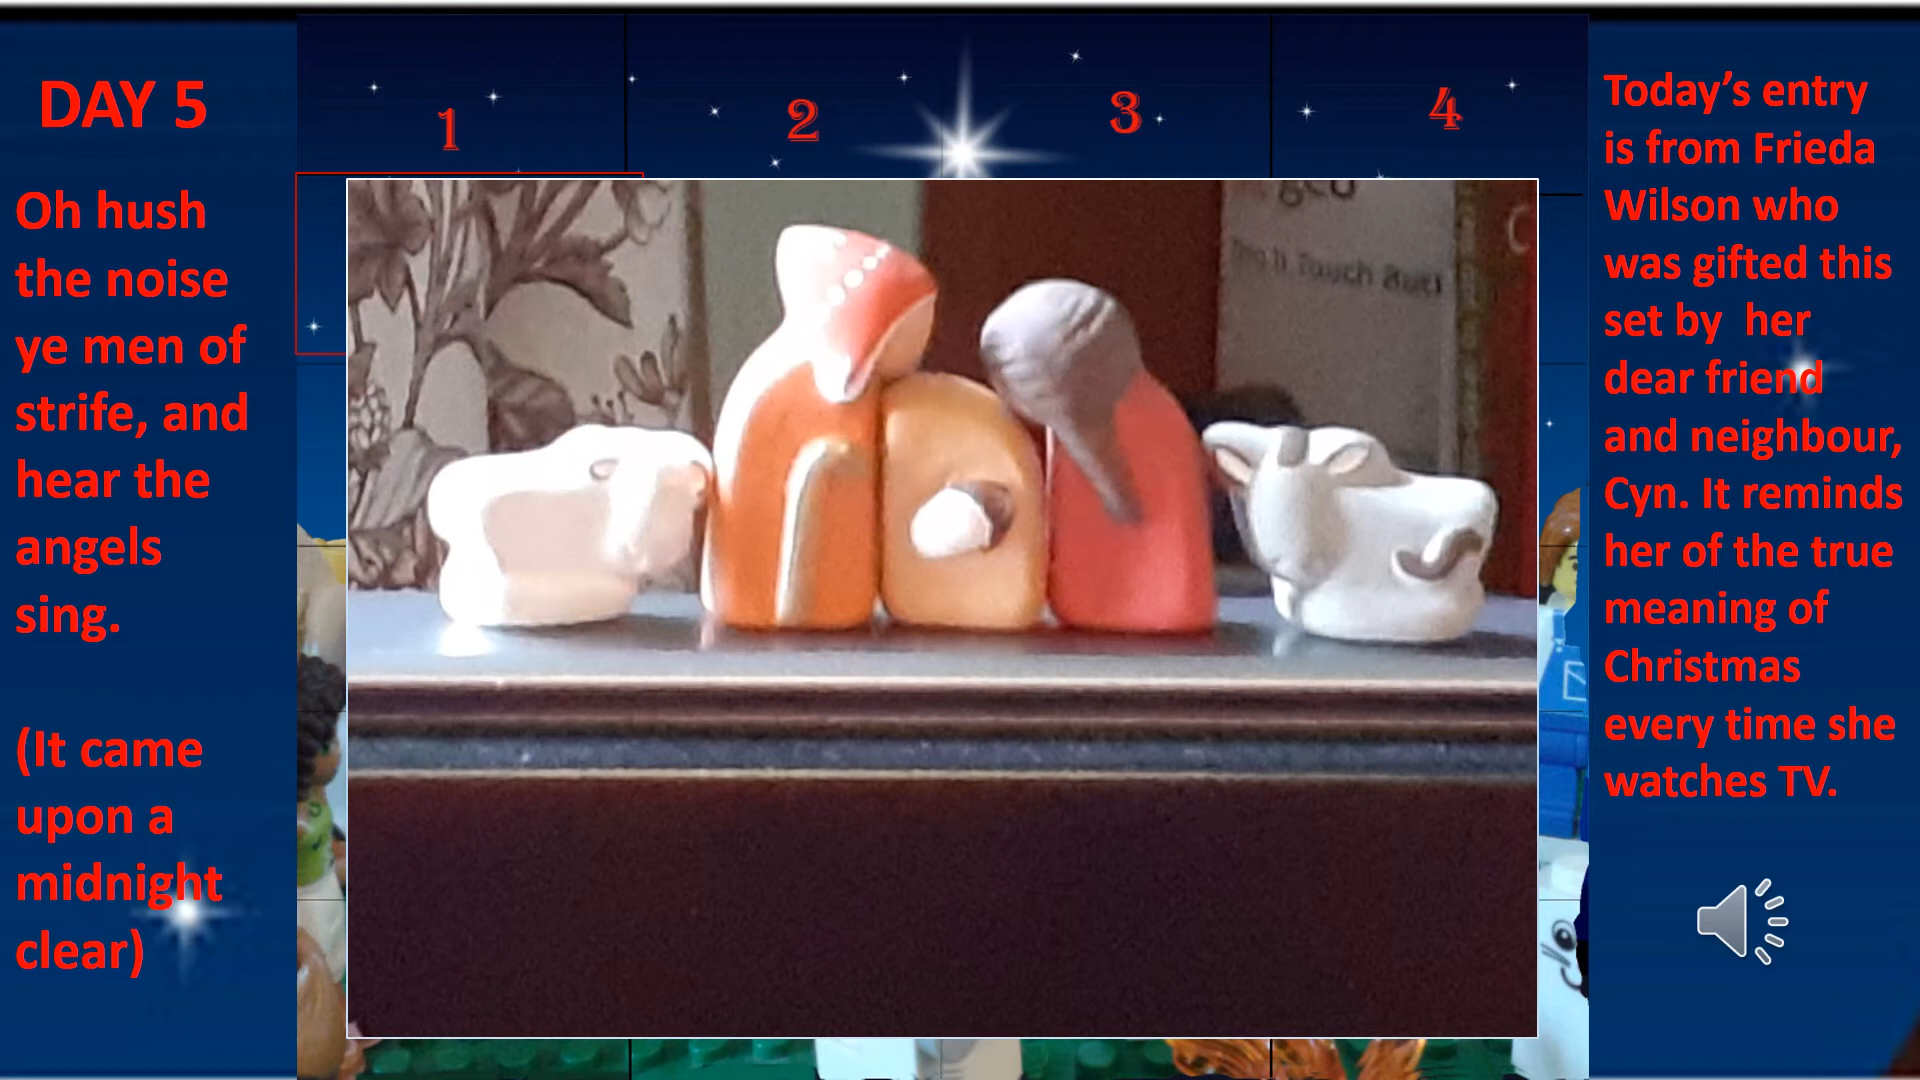 DAY 5
Oh hush
the noise
ye men of
strife, and
hear the
angels
sing.
(It came
upon a
midnight
clear)
1
2
3
4
Touch
Today’s entry
is from Frieda
Wilson who
was gifted this
set by  her
dear friend
and neighbour,
Cyn. It reminds
her of the true
meaning of
Christmas
every time she
watches TV.